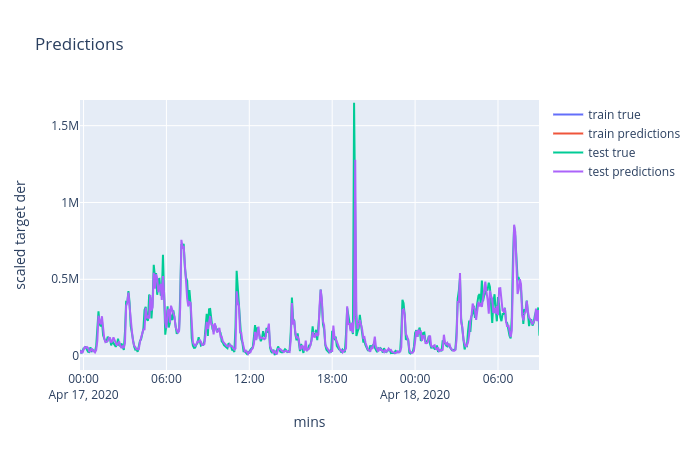 Predictions
train true
train predictions
test true
test predictions
1.5M
1M
0.5M
0
scaled target der
00:00
Apr 17, 2020
06:00
12:00
18:00
00:00
Apr 18, 2020
06:00
mins